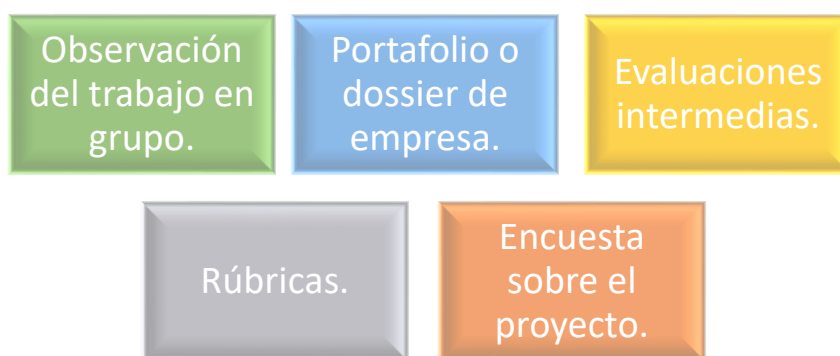 Observación
del trabajo en
grupo.
Portafolio o
dossier de
empresa.
Evaluaciones
intermedias.
Rúbricas.
Encuesta
sobre el
proyecto.